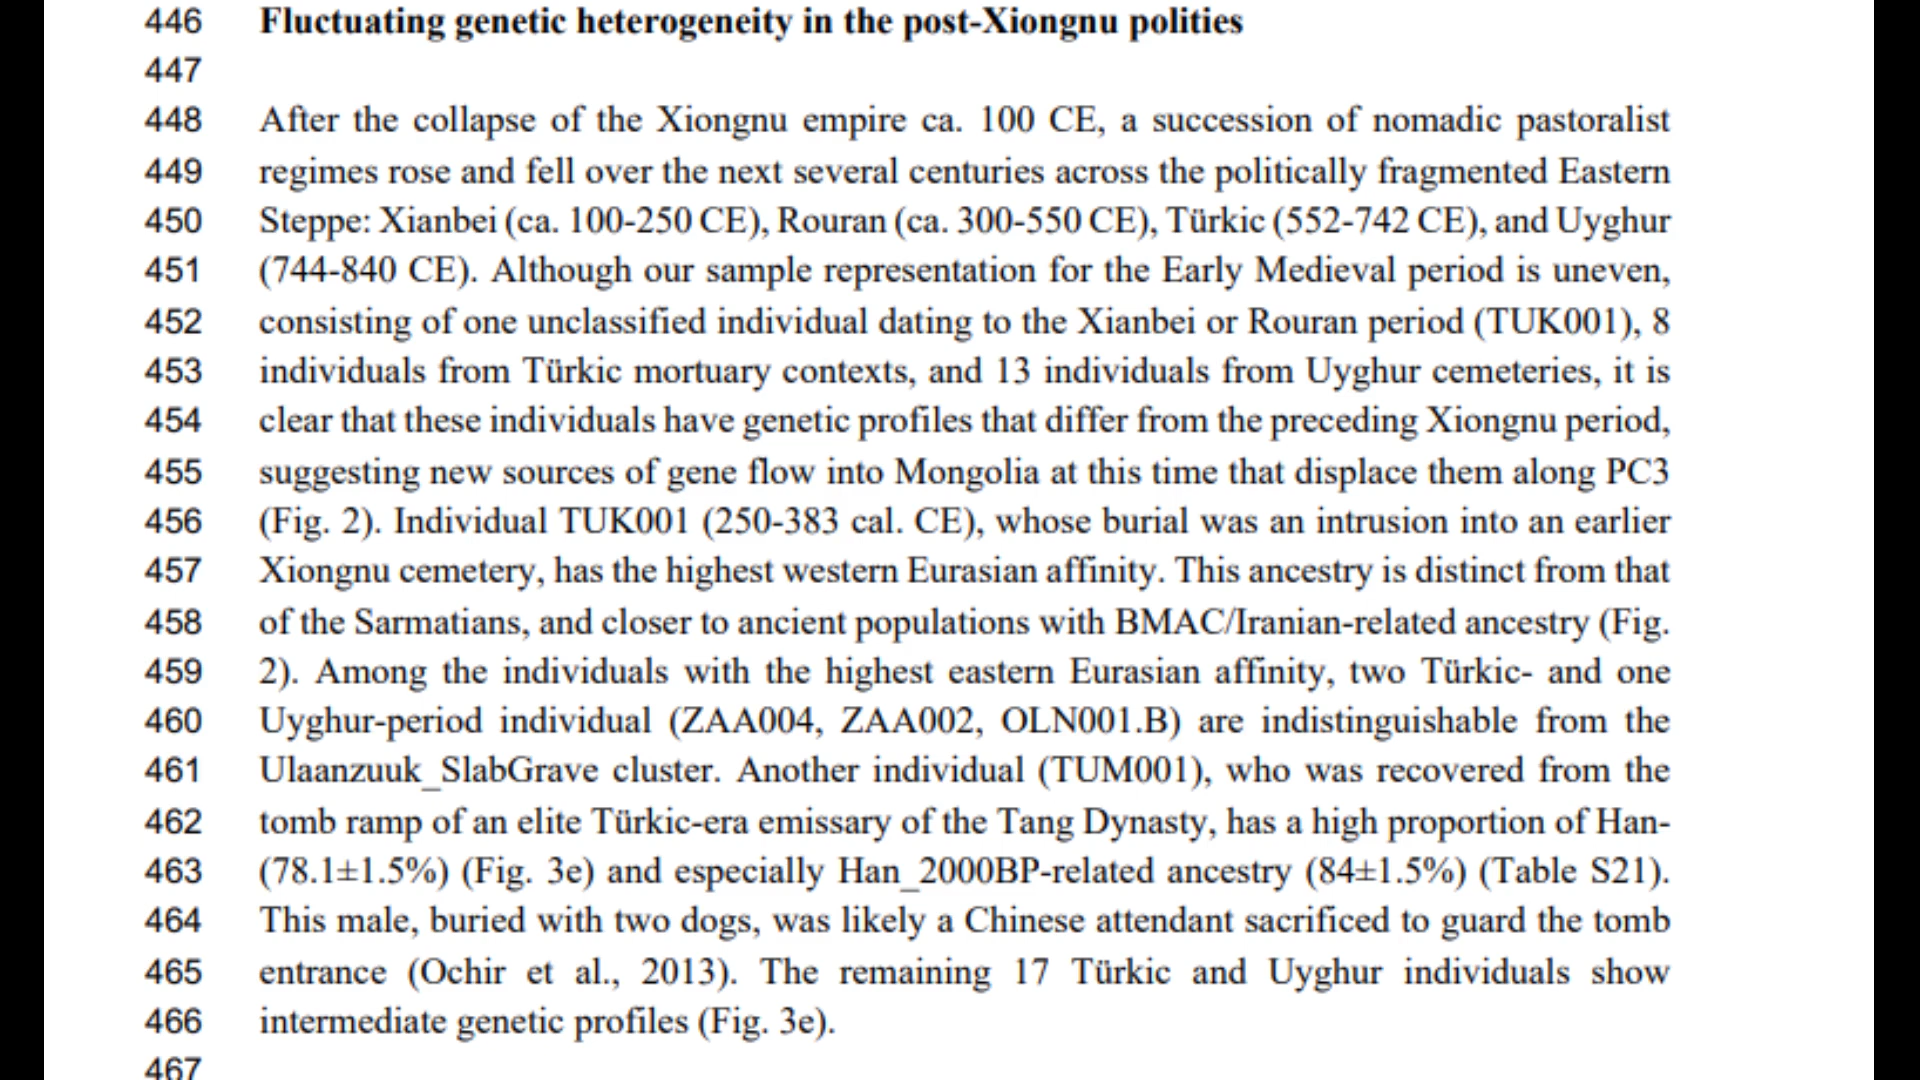 446 Fluctuating genetic heterogeneity in the post-Xiongnu polities
447
448 After the collapse of the Xiongnu empire ca. 100 CE, a succession of nomadic pastoralist
449 regimes rose and fell over the next several centuries across the politically fragmented Eastern
450 Steppe: Xianbei (ca. 100-250 CE), Rouran (ca. 300-550 CE), Türkic (552-742 CE), and Uyghur
451 (744-840 CE). Although our sample representation for the Early Medieval period is uneven,
452 consisting of one unclassified individual dating to the Xianbei or Rouran period (TUK001), 8
453 individuals from Türkic mortuary contexts, and 13 individuals from Uyghur cemeteries, it is
454 clear that these individuals have genetic profiles that differ from the preceding Xiongnu period,
455 suggesting new sources of gene flow into Mongolia at this time that displace them along PC3
456 (Fig. 2). Individual TUK001 (250-383 cal. CE), whose burial was an intrusion into an earlier
457 Xiongnu cemetery, has the highest western Eurasian affinity. This ancestry is distinct from that
458 of the Sarmatians, and closer to ancient populations with BMAC/Iranian-related ancestry (Fig.
459 2). Among the individuals with the highest eastern Eurasian affinity, two Türkic- and one
460 Uyghur-period individual (ZAA004, ZAA002, OLN001.B) are indistinguishable from the
461 Ulaanzuuk_SlabGrave cluster. Another individual (TUM001), who was recovered from the
462 tomb ramp of an elite Türkic-era emissary of the Tang Dynasty, has a high proportion of Han-
463 (78.1±1.5%) (Fig. 3e) and especially Han_2000BP-related ancestry (84±1.5%) (Table S21).
464 This male, buried with two dogs, was likely a Chinese attendant sacrificed to guard the tomb
465 entrance (Ochir et al., 2013). The remaining 17 Türkic and Uyghur individuals show
466 intermediate genetic profiles (Fig. 3e).
467